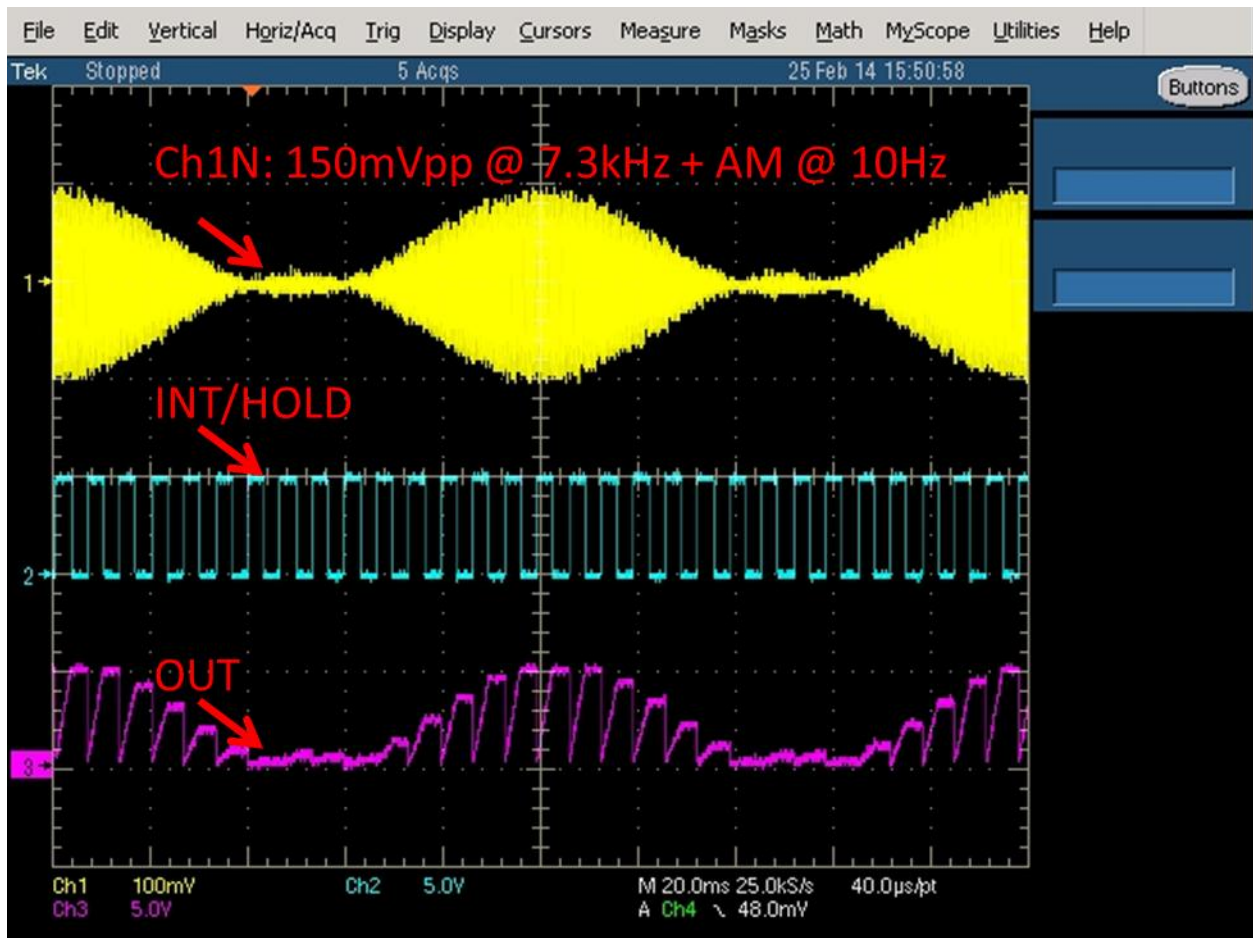 File Edit Vertical Horiz/Acq Trig Display Cursors Measure Masks Math MyScope Utilities Help
Tek Stopped 5 Acqs 25 Feb 14 15:50:58
Buttons
Ch1N: 150mVpp @ 7.3kHz + AM @ 10Hz
1
INT/HOLD
2
OUT
3
Ch1 100mV Ch2 5.0V M 20.0ms 25.0kS/s 40.0µs/pt
Ch3 5.0V A Ch4 48.0mV